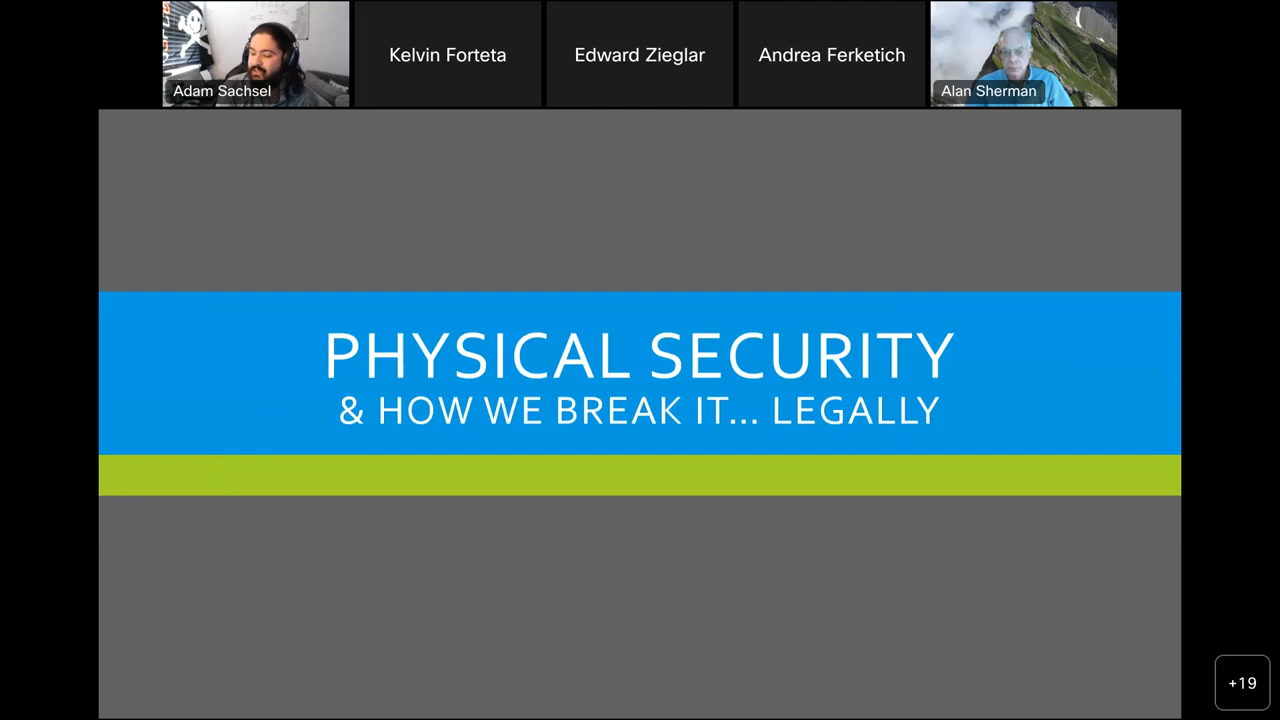 Adam Sachsel
Kelvin Forteta
Edward Zieglar
Andrea Ferketich
Alan Sherman
PHYSICAL SECURITY
& HOW WE BREAK IT... LEGALLY
+19